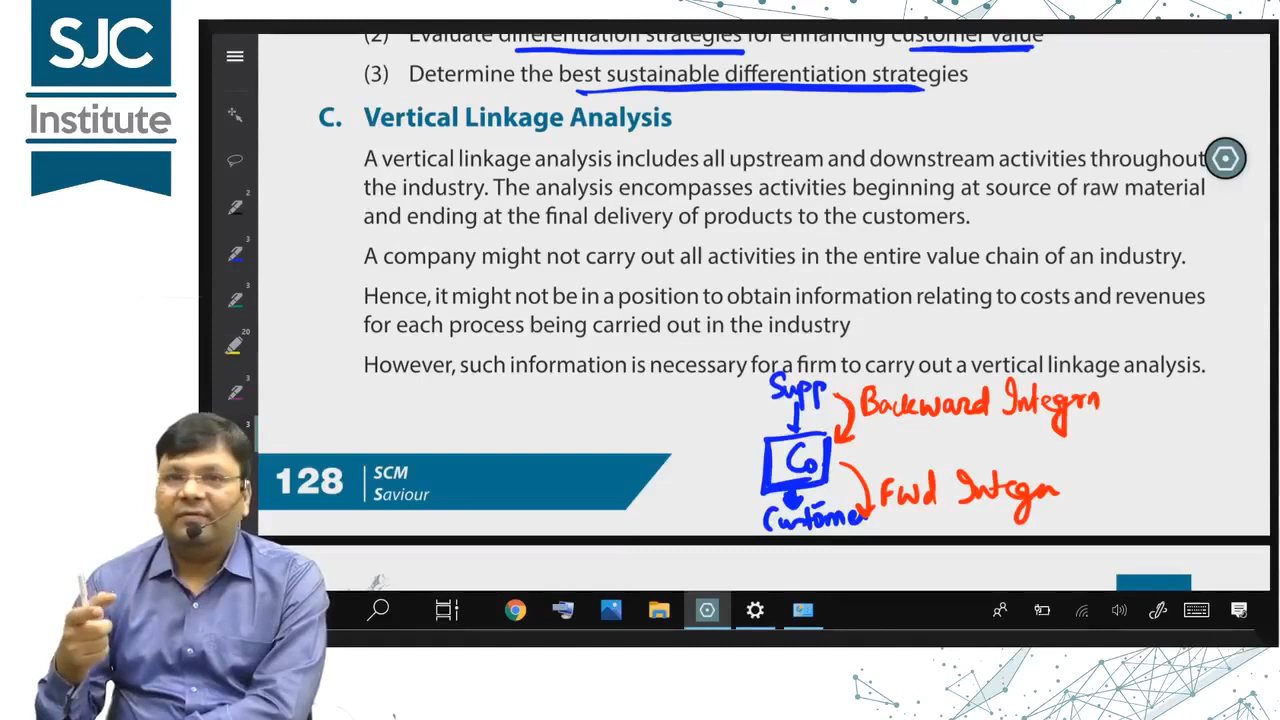 SJC
Institute
(2) Evaluate differentiation strategies for enhancing customer value
(3) Determine the best sustainable differentiation strategies
C. Vertical Linkage Analysis
A vertical linkage analysis includes all upstream and downstream activities throughout
the industry. The analysis encompasses activities beginning at source of raw material
and ending at the final delivery of products to the customers.
A company might not carry out all activities in the entire value chain of an industry.
Hence, it might not be in a position to obtain information relating to costs and revenues
for each process being carried out in the industry
However, such information is necessary for a firm to carry out a vertical linkage analysis.
Supp
Backward Integrn
Co
Fwd Integrn
Customer
128
SCM
Saviour
2
3
3
20
3
3